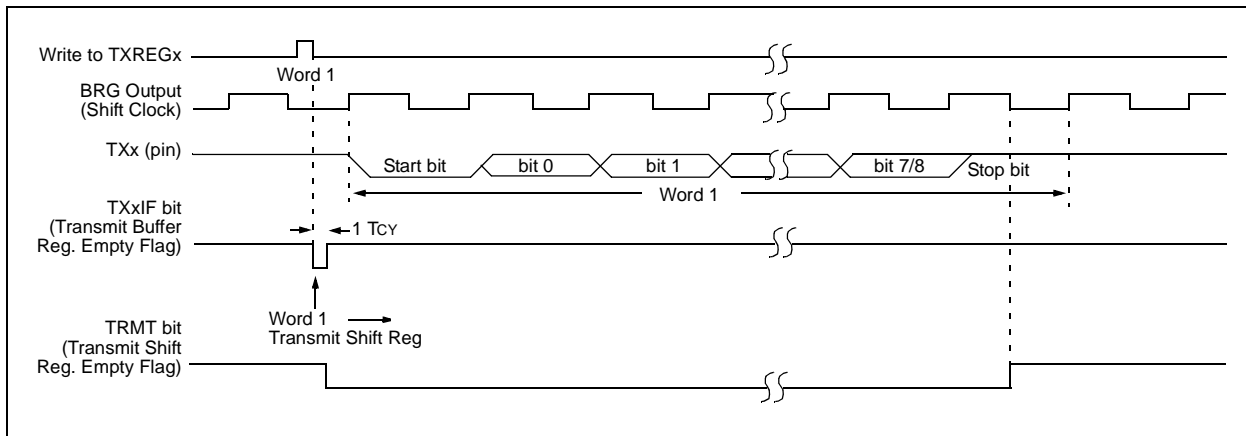 Write to TXREGx
Word 1
BRG Output
(Shift Clock)
TXx (pin)
Start bit
bit 0
bit 1
bit 7/8
Stop bit
Word 1
TXxIF bit
(Transmit Buffer
Reg. Empty Flag)
1 TCY
Word 1
Transmit Shift Reg
TRMT bit
(Transmit Shift
Reg. Empty Flag)